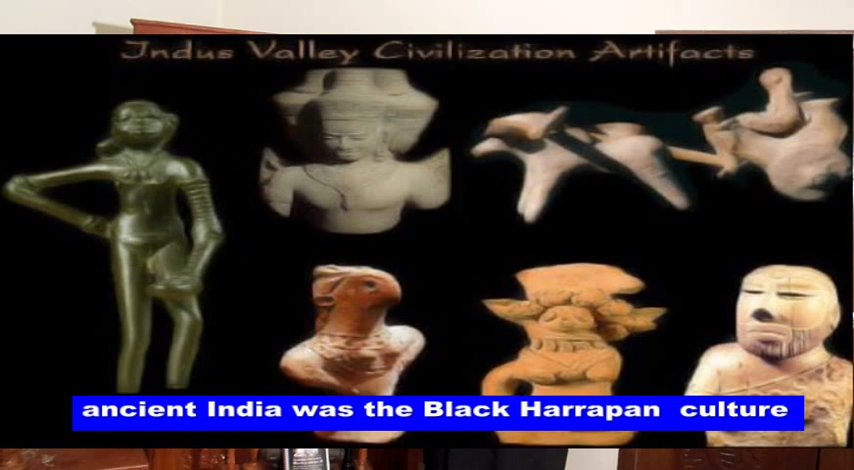 Indus Valley Civilization Artifacts
ancient India was the Black Harrapan culture